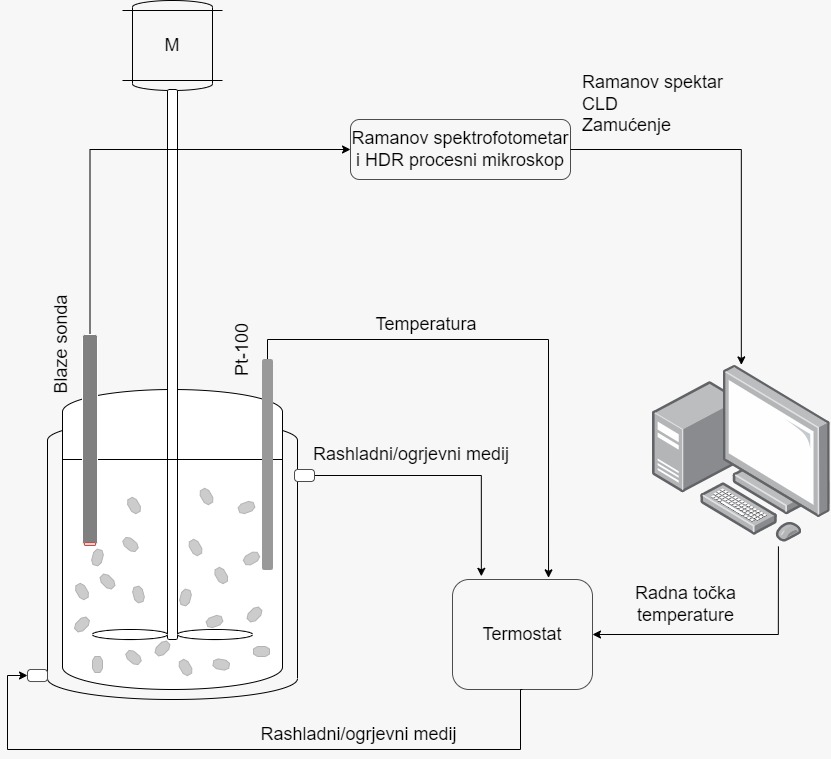 M
Ramanov spektar
CLD
Zamućenje
Ramanov spektrofotometar
i HDR procesni mikroskop
Blaze sonda
Pt-100
Temperatura
Rashladni/ogrjevni medij
Radna točka
temperature
Termostat
Rashladni/ogrjevni medij